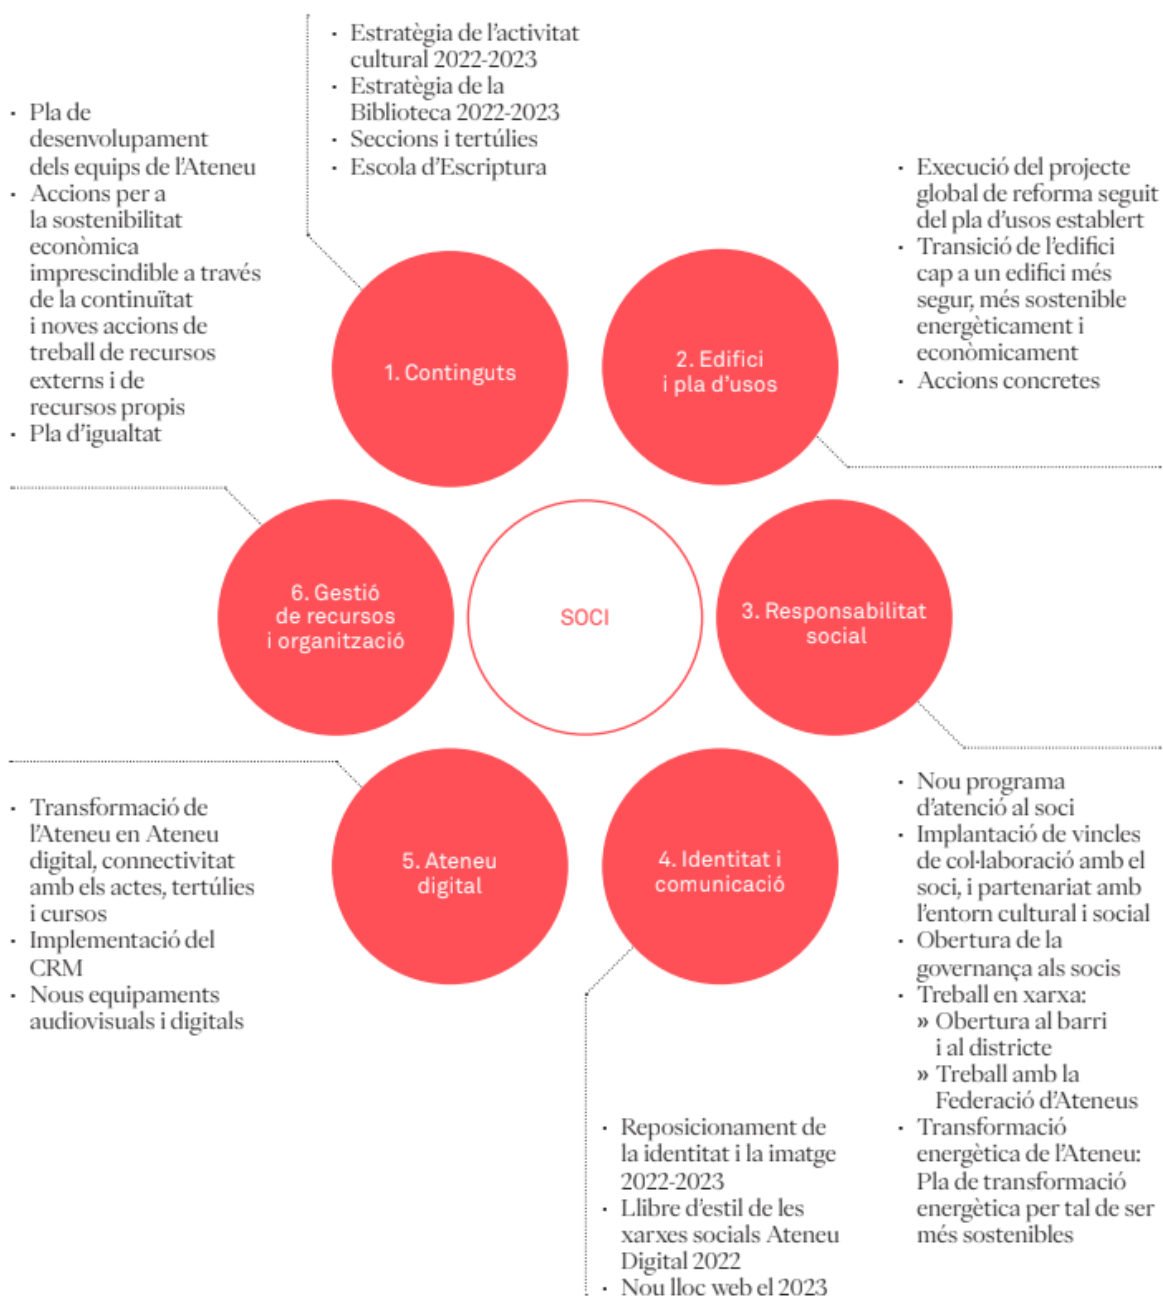 · Estratègia de l’activitat
cultural 2022-2023
· Estratègia de la
Biblioteca 2022-2023
· Seccions i tertúlies
· Escola d’Escriptura
· Pla de
desenvolupament
dels equips de l’Ateneu
· Accions per a
la sostenibilitat
econòmica
imprescindible a través
de la continuïtat
i noves accions de
treball de recursos
externs i de
recursos propis
· Pla d’igualtat
· Execució del projecte
global de reforma seguit
del pla d’usos establert
· Transició de l’edifici
cap a un edifici més
segur, més sostenible
energèticament i
econòmicament
· Accions concretes
1. Continguts
2. Edifici
i pla d’usos
6. Gestió
de recursos
i organització
SOCI
3. Responsabilitat
social
5. Ateneu
digital
4. Identitat i
comunicació
· Transformació de
l’Ateneu en Ateneu
digital, connectivitat
amb els actes, tertúlies
i cursos
· Implementació del
CRM
· Nous equipaments
audiovisuals i digitals
· Nou programa
d’atenció al soci
· Implantació de vincles
de col·laboració amb el
soci, i partenariat amb
l’entorn cultural i social
· Obertura de la
governança als socis
· Treball en xarxa:
» Obertura al barri
i al districte
» Treball amb la
Federació d’Ateneus
· Transformació
energètica de l’Ateneu:
Pla de transformació
energètica per tal de ser
més sostenibles
· Reposicionament de
la identitat i la imatge
2022-2023
· Llibre d’estil de les
xarxes socials Ateneu
Digital 2022
· Nou lloc web el 2023